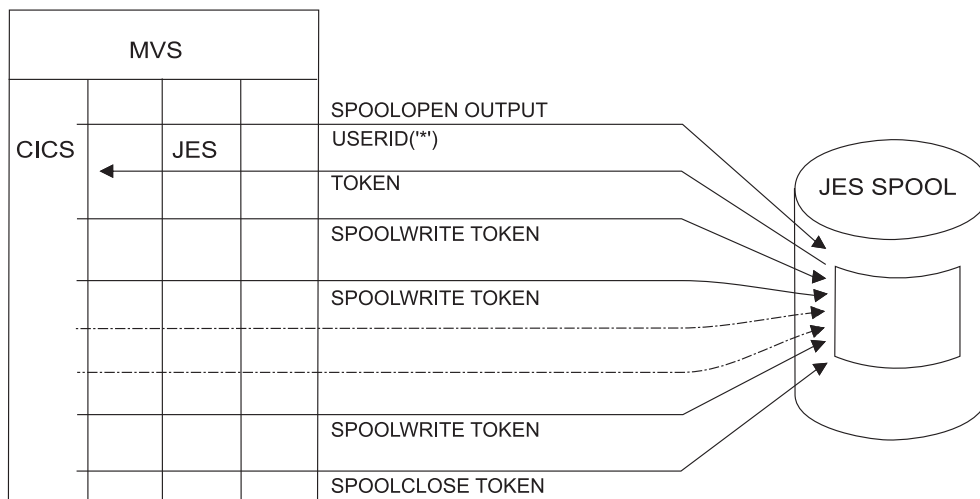 MVS
SPOOLOPEN OUTPUT
USERID('*')
CICS
JES
TOKEN
JES SPOOL
SPOOLWRITE TOKEN
SPOOLWRITE TOKEN
SPOOLWRITE TOKEN
SPOOLCLOSE TOKEN